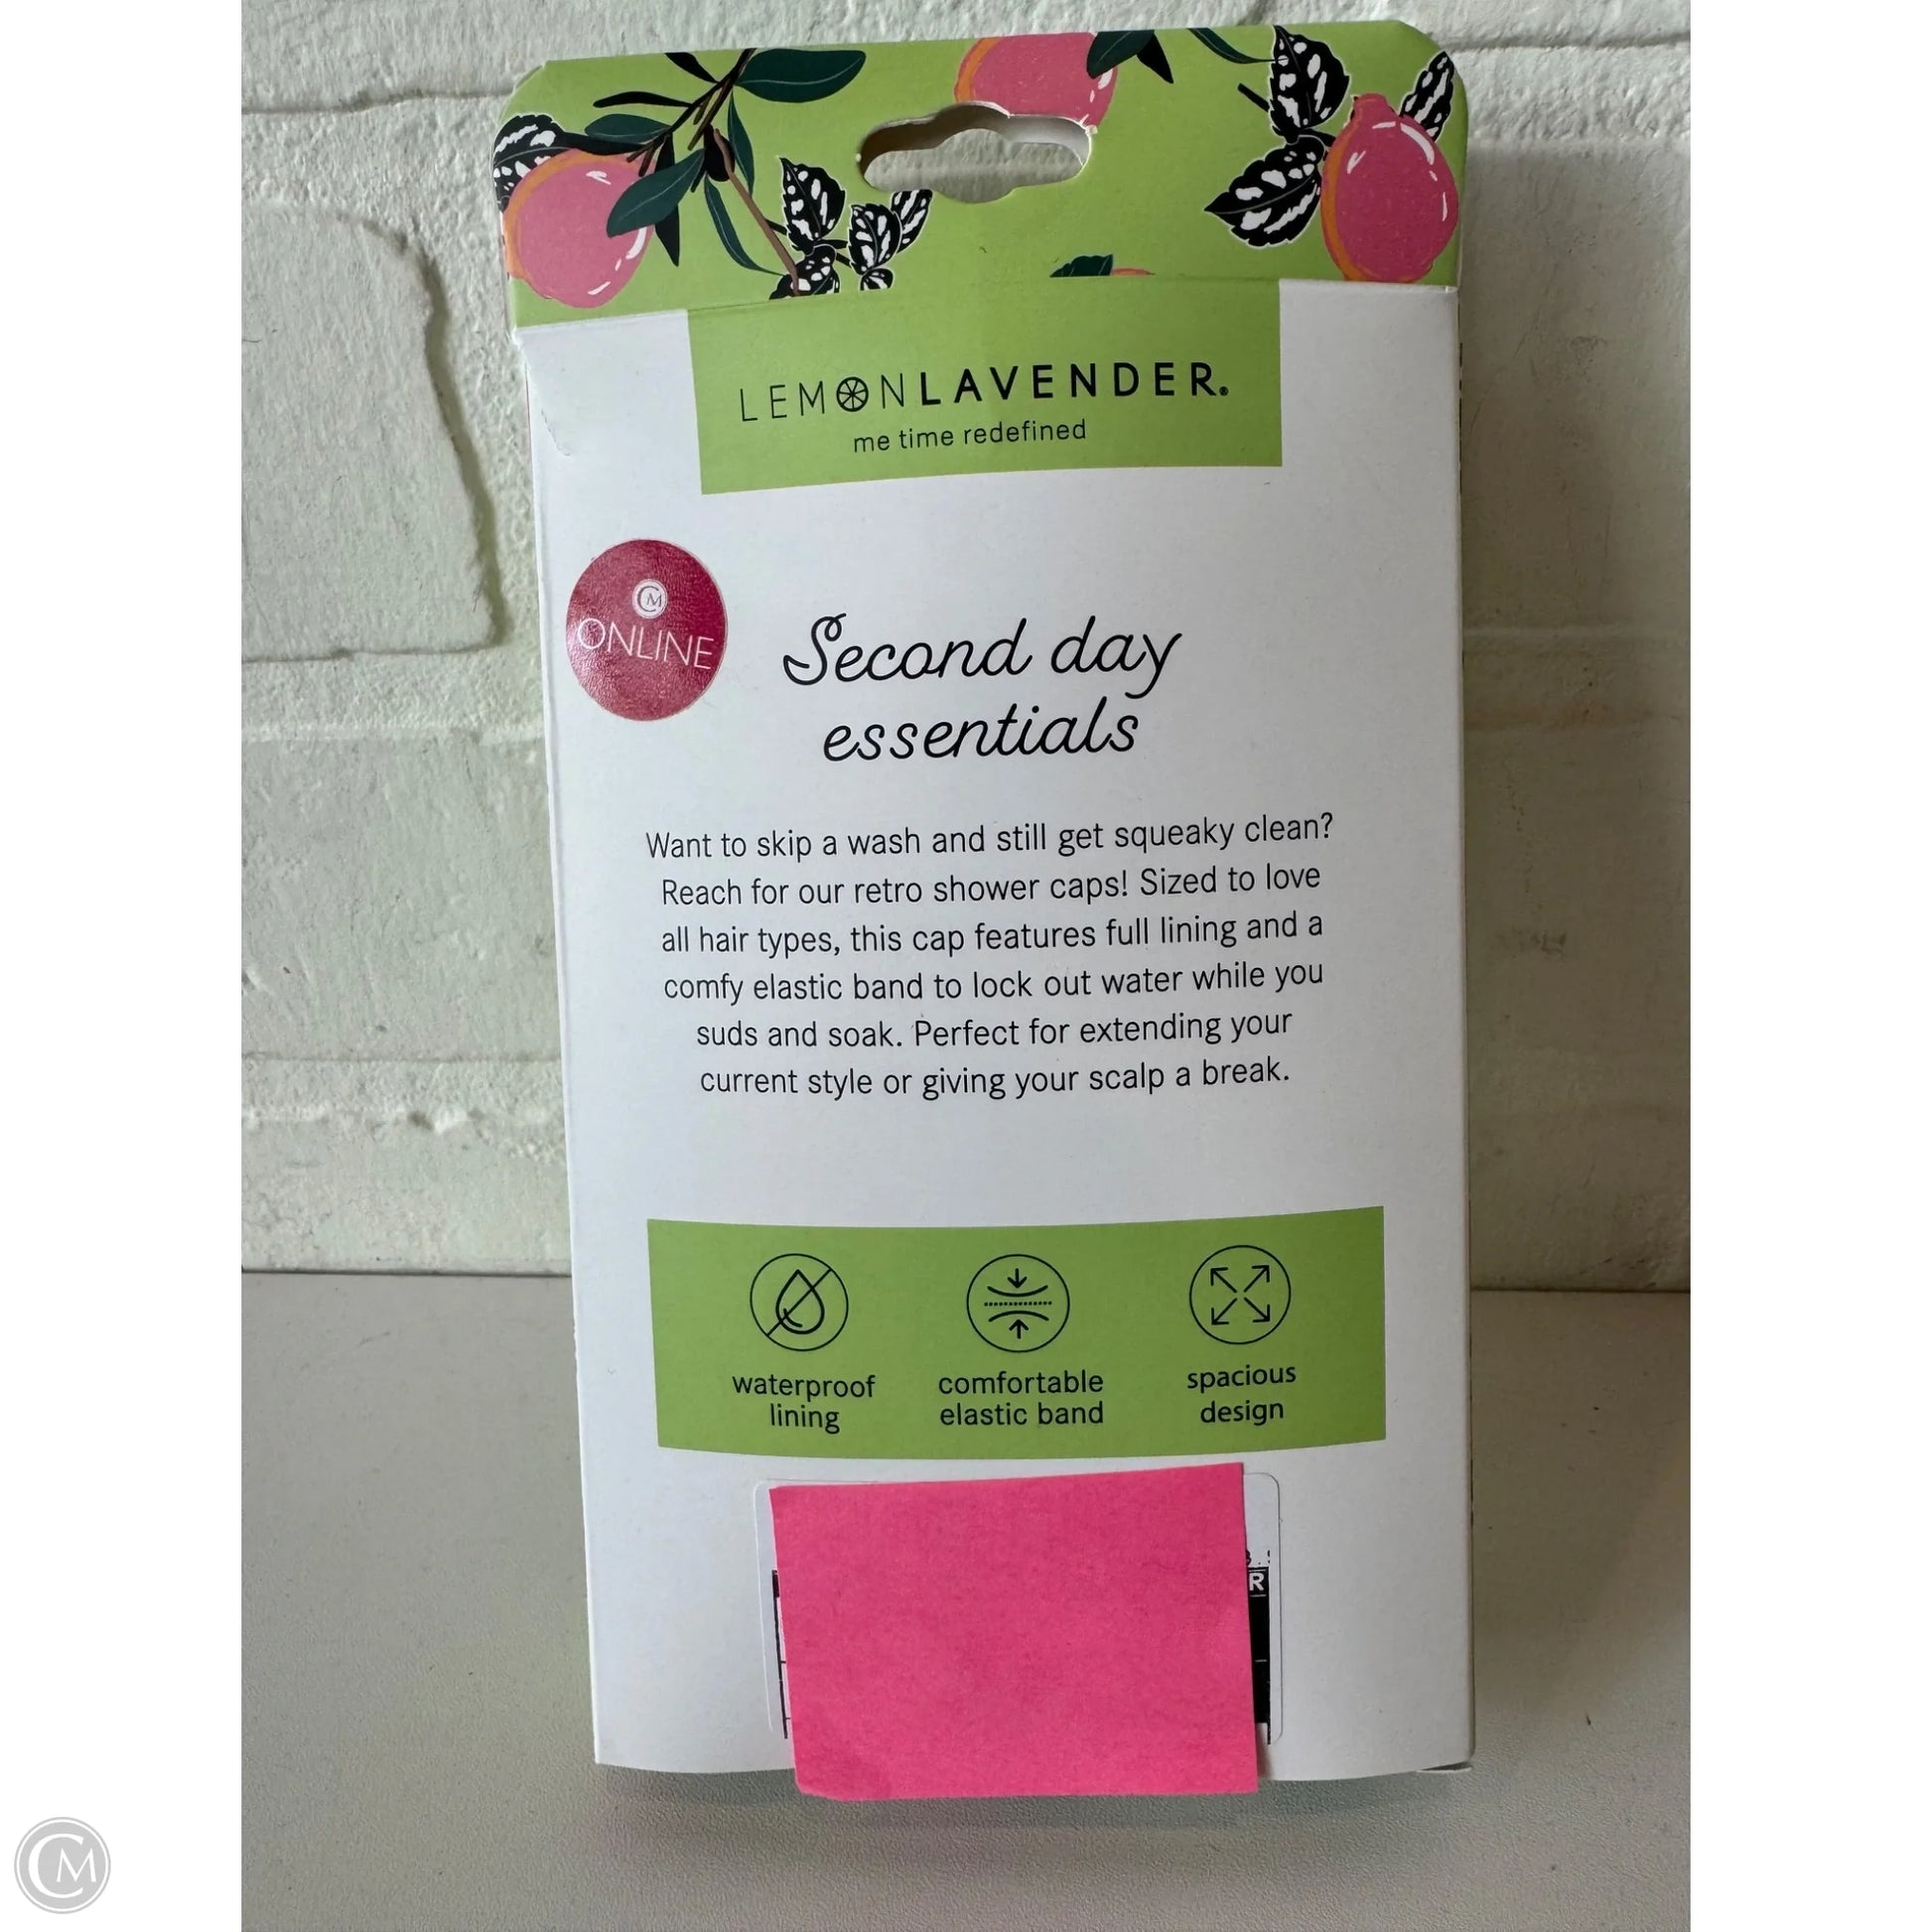 LEMONLAVENDER®
me time redefined
CM
ONLINE
Second day
essentials
Want to skip a wash and still get squeaky clean?
Reach for our retro shower caps! Sized to love
all hair types, this cap features full lining and a
comfy elastic band to lock out water while you
suds and soak. Perfect for extending your
current style or giving your scalp a break.
waterproof
lining
comfortable
elastic band
spacious
design
R
CM